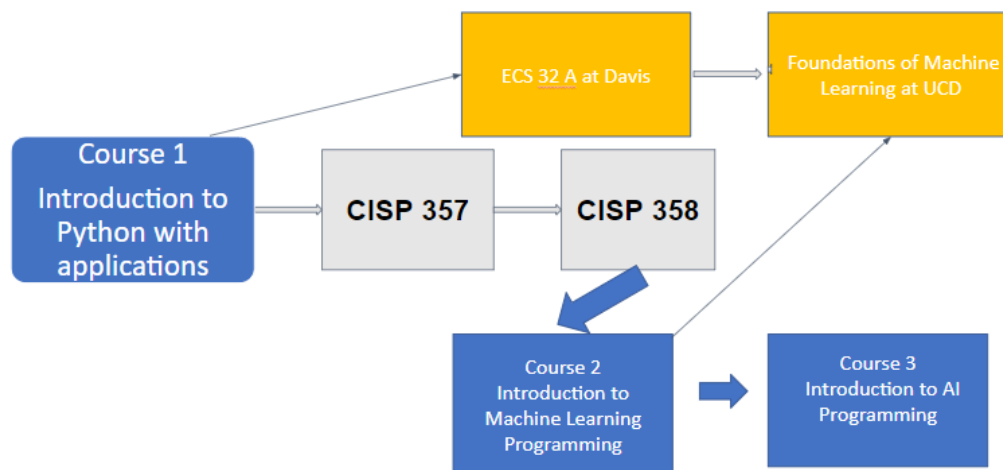 ECS 32 A at Davis
Foundations of Machine
Learning at UCD
Course 1
Introduction to
Python with
applications
CISP 357
CISP 358
Course 2
Introduction to
Machine Learning
Programming
Course 3
Introduction to AI
Programming